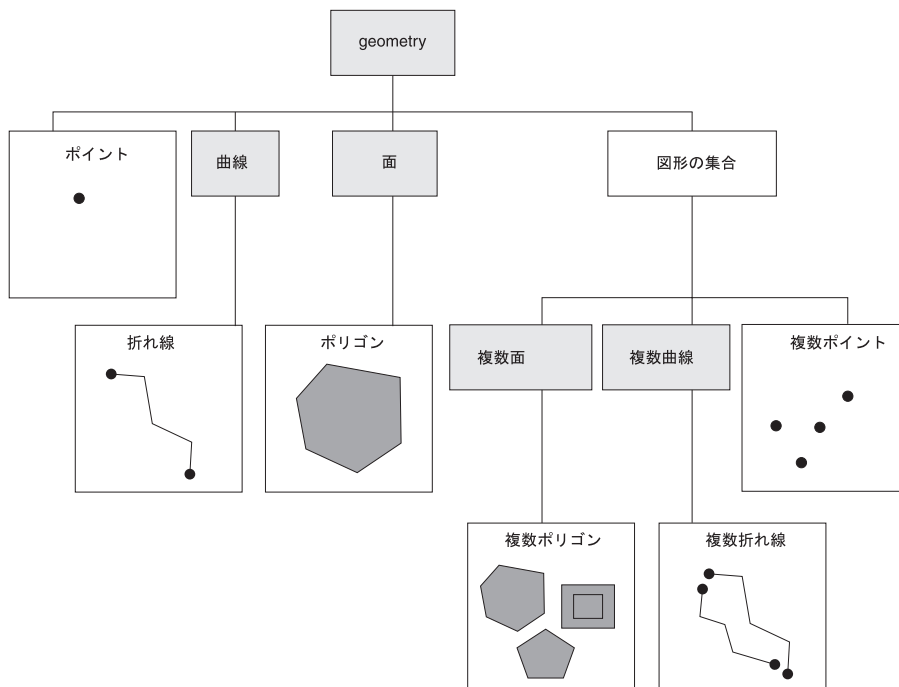 geometry
ポイント
曲線
面
図形の集合
折れ線
ポリゴン
複数面
複数曲線
複数ポイント
複数ポリゴン
複数折れ線